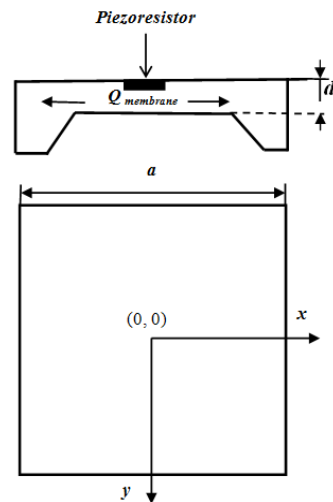 Piezoresistor
d
Q membrane
a
(0, 0)
x
y